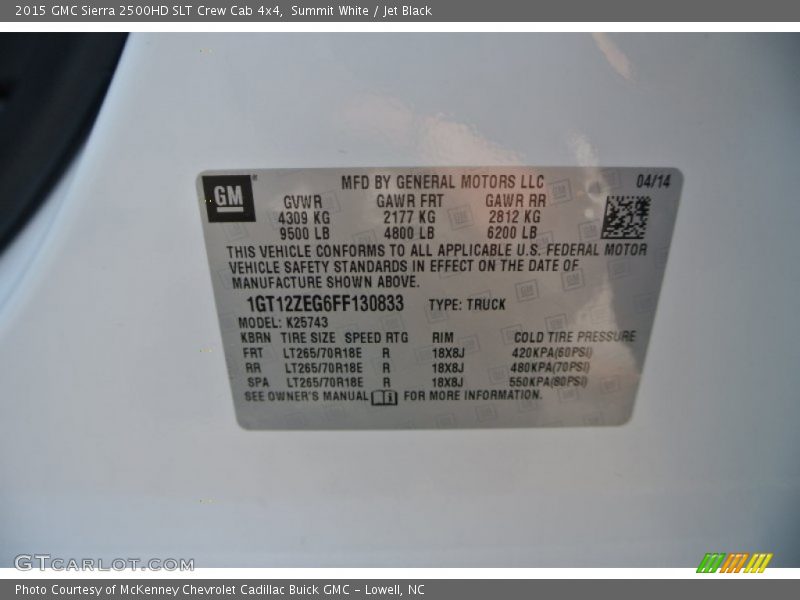 2015 GMC Sierra 2500HD SLT Crew Cab 4x4, Summit White / Jet Black
GM
MFD BY GENERAL MOTORS LLC 04/14
GVWR GAWR FRT GAWR RR
4309 KG 2177 KG 2812 KG
9500 LB 4800 LB 6200 LB
THIS VEHICLE CONFORMS TO ALL APPLICABLE U.S. FEDERAL MOTOR
VEHICLE SAFETY STANDARDS IN EFFECT ON THE DATE OF
MANUFACTURE SHOWN ABOVE.
1GT12ZEG6FF130833 TYPE: TRUCK
MODEL: K25743
KBRN TIRE SIZE SPEED RTG RIM COLD TIRE PRESSURE
FRT LT265/70R18E R 18X8J 420KPA(60PSI)
RR LT265/70R18E R 18X8J 480KPA(70PSI)
SPA LT265/70R18E R 18X8J 550KPA(80PSI)
SEE OWNER'S MANUAL FOR MORE INFORMATION.
GTCARLOT.COM
Photo Courtesy of McKenney Chevrolet Cadillac Buick GMC - Lowell, NC